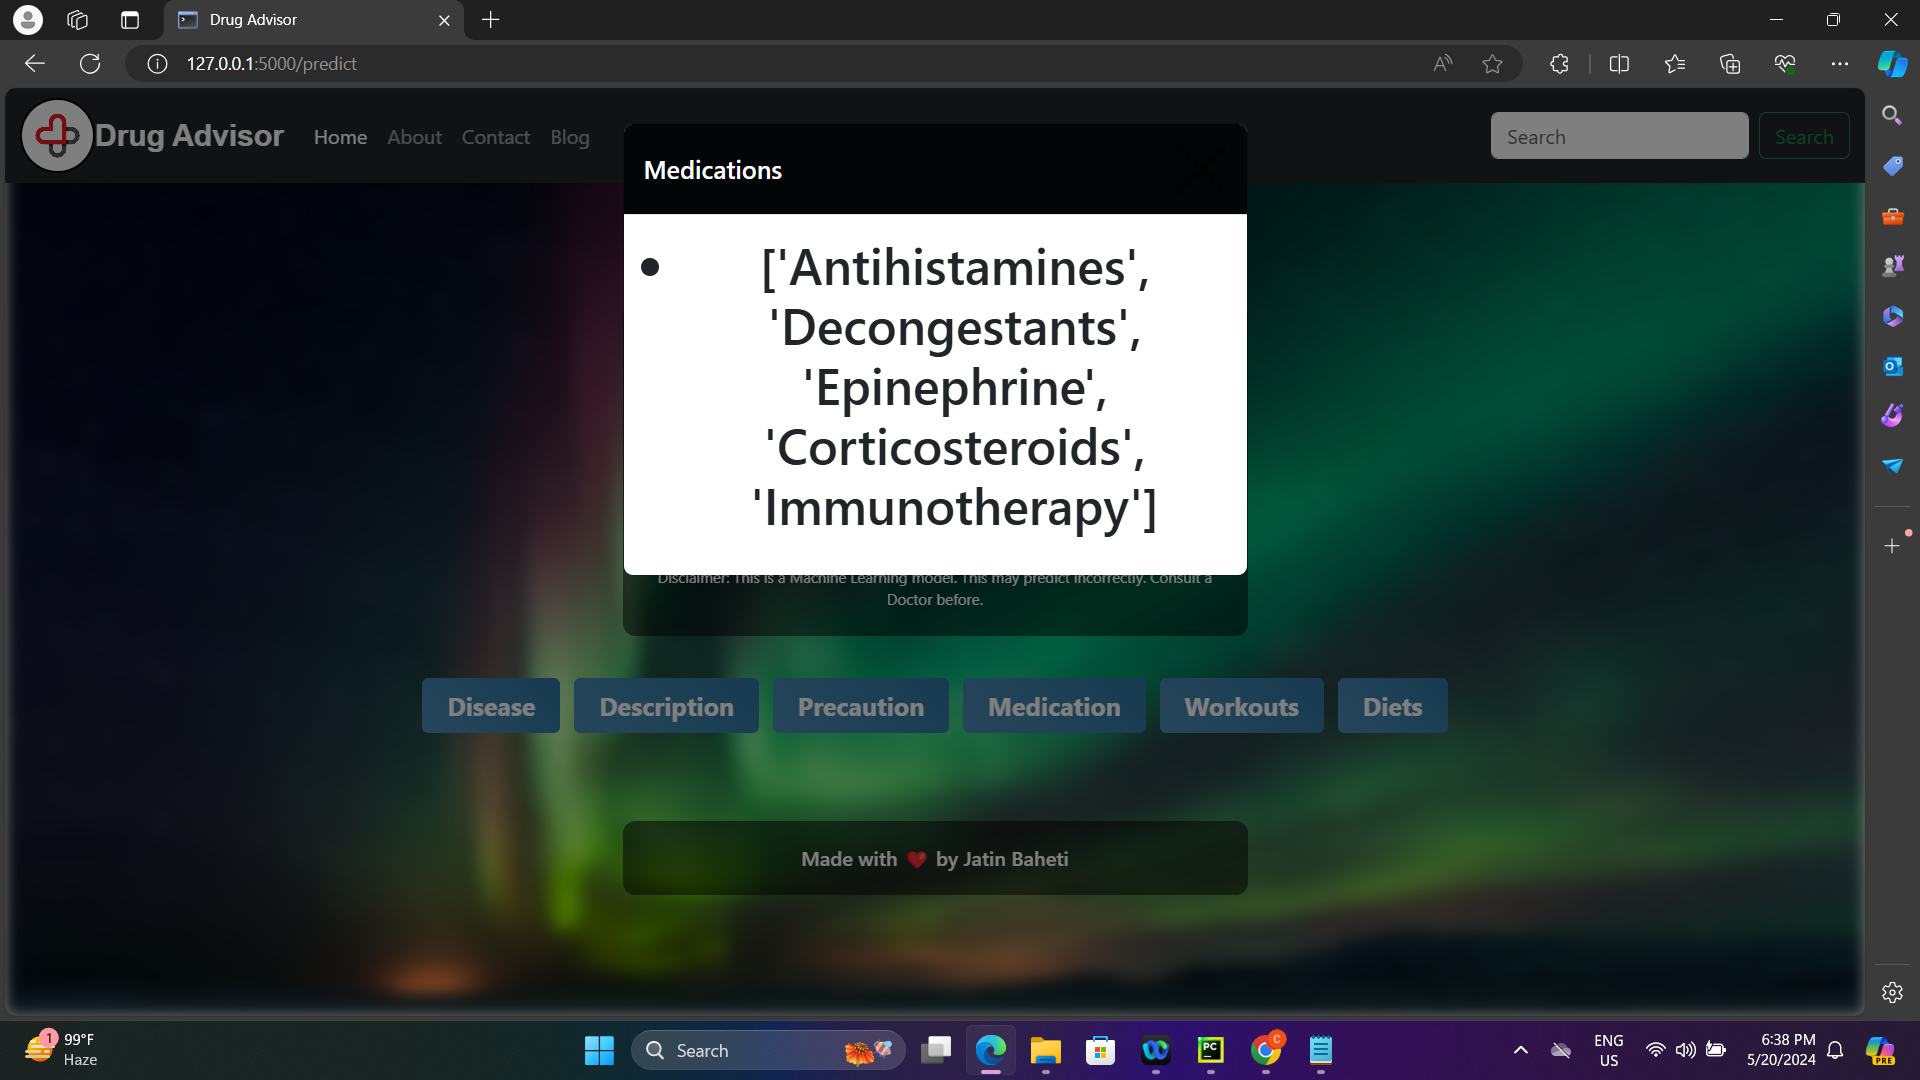 Drug Advisor
127.0.0.1:5000/predict
Drug Advisor
Home
About
Contact
Blog
Search
Search
Medications
['Antihistamines',
'Decongestants',
'Epinephrine',
'Corticosteroids',
'Immunotherapy']
Disclaimer: This is a Machine Learning model. This may predict incorrectly. Consult a
Doctor before.
Disease
Description
Precaution
Medication
Workouts
Diets
Made with ❤️ by Jatin Baheti
1
99°F
Haze
Search
PC
C
ENG
US
6:38 PM
5/20/2024
PRE